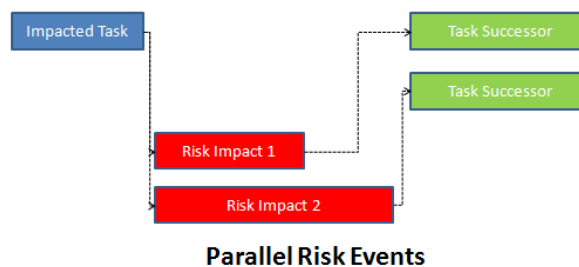 Impacted Task
Task Successor
Task Successor
Risk Impact 1
Risk Impact 2
Parallel Risk Events